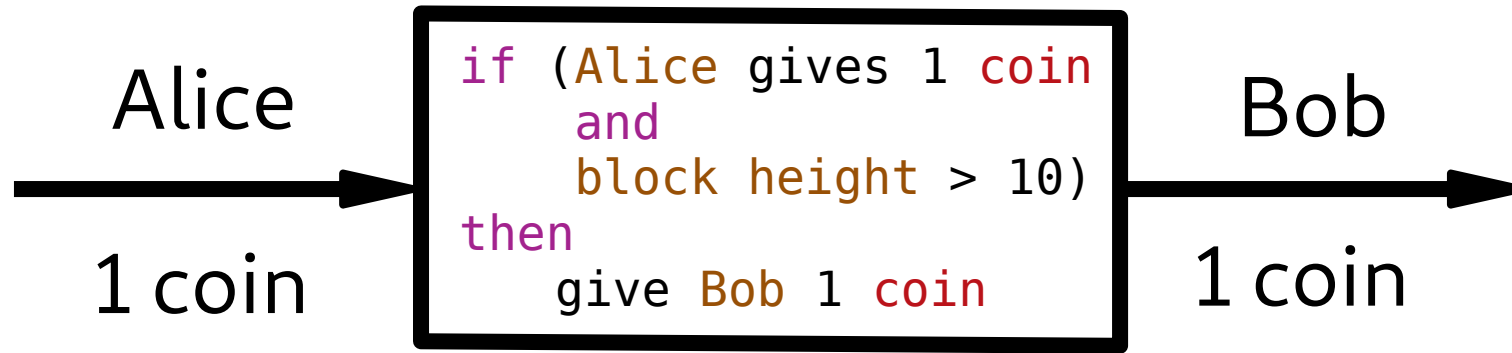 Alice
1 coin
if (Alice gives 1 coin
and
block height > 10)
then
give Bob 1 coin
Bob
1 coin